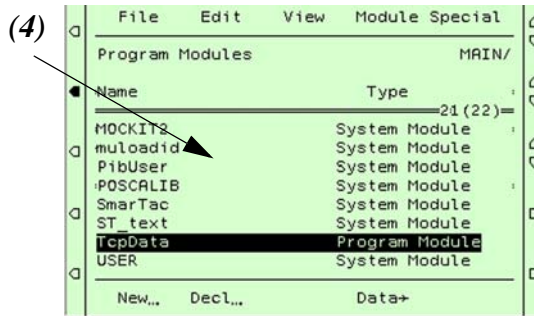 (4)
File Edit View Module Special
Program Modules MAIN/
Name Type
21(22)
MOCKIT2 System Module
muloadid System Module
PibUser System Module
POSCALIB System Module
SmarTac System Module
ST_text System Module
TcpData Program Module
USER System Module
New… Decl… Data→